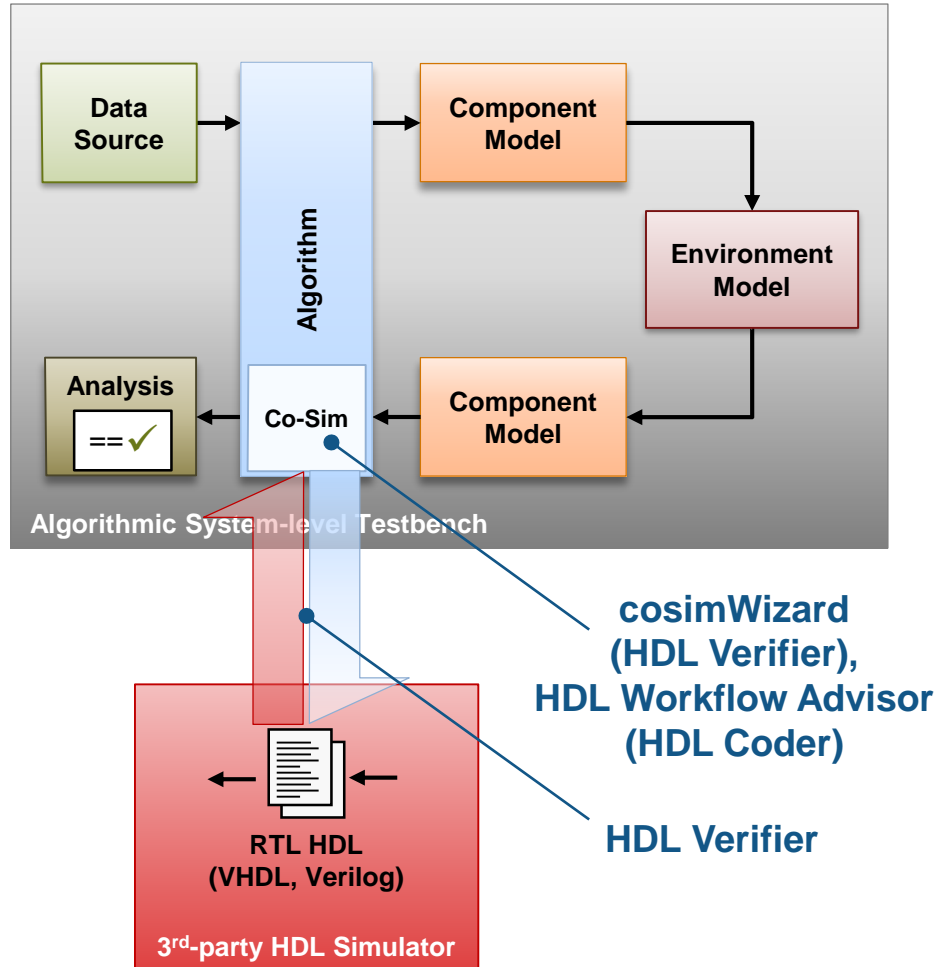 Data
Source
Component
Model
Algorithm
Environment
Model
Analysis
==✓
Co-Sim
Component
Model
Algorithmic System-level Testbench
cosimWizard
(HDL Verifier),
HDL Workflow Advisor
(HDL Coder)
HDL Verifier
RTL HDL
(VHDL, Verilog)
3rd-party HDL Simulator